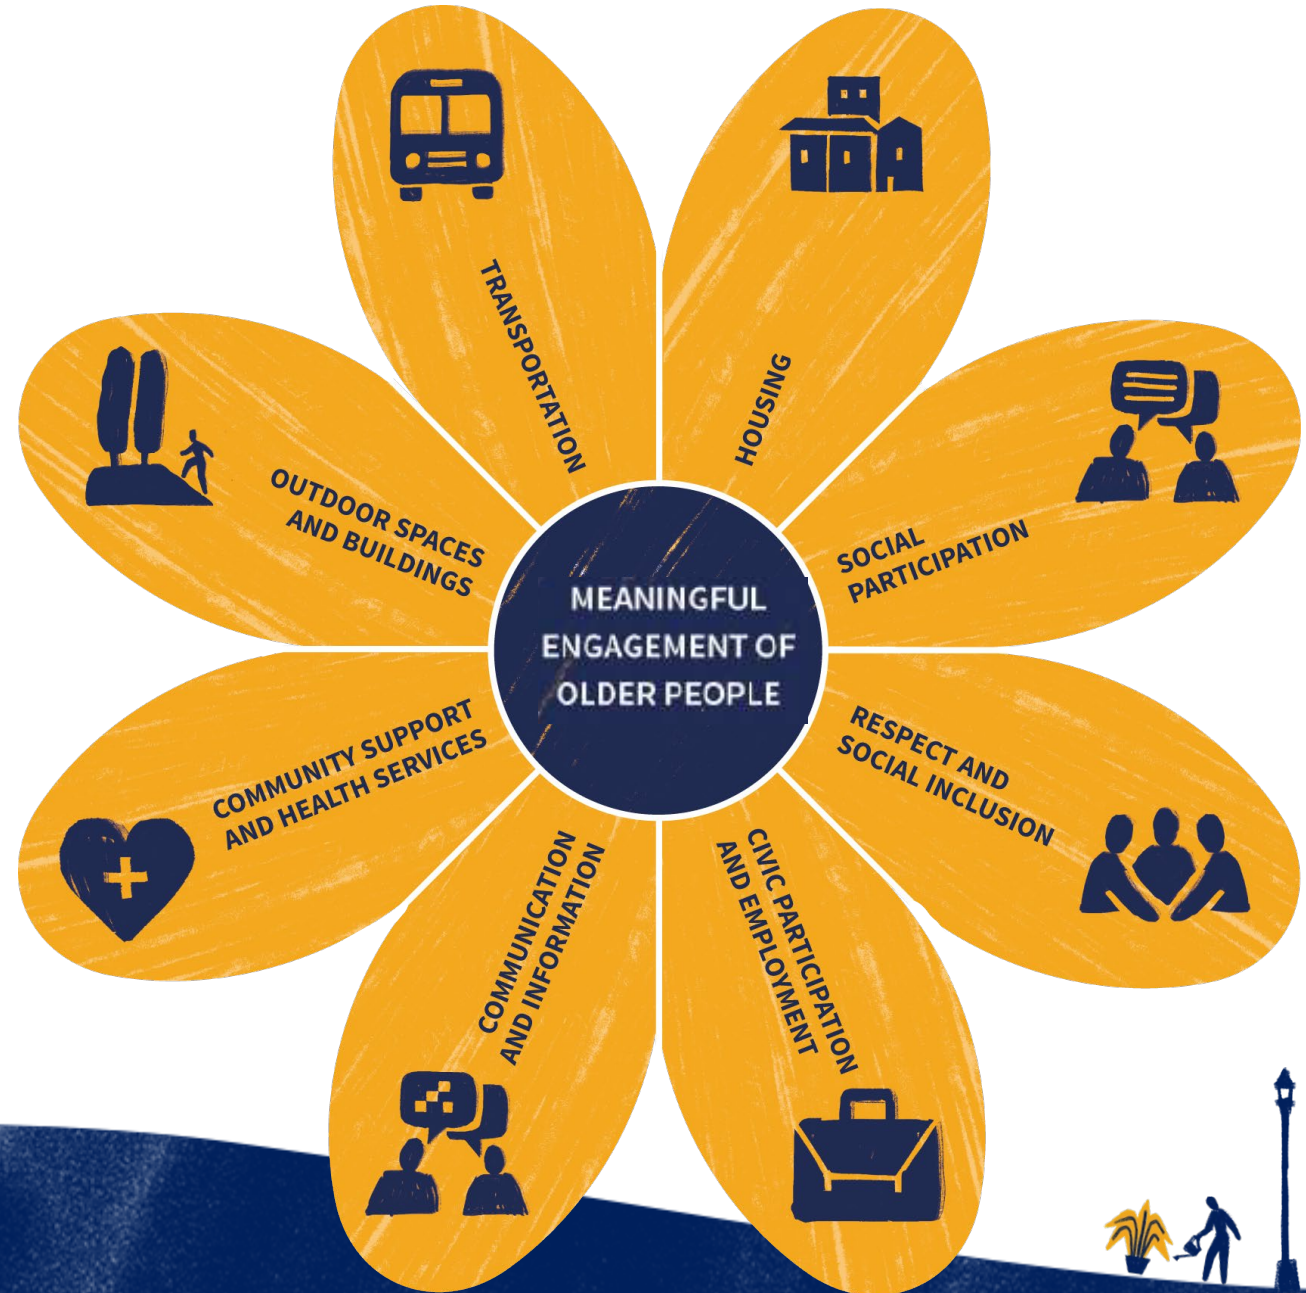 TRANSPORTATION
HOUSING
OUTDOOR SPACES
AND BUILDINGS
SOCIAL
PARTICIPATION
MEANINGFUL
ENGAGEMENT OF
OLDER PEOPLE
COMMUNITY SUPPORT
AND HEALTH SERVICES
RESPECT AND
SOCIAL INCLUSION
COMMUNICATION
AND INFORMATION
CIVIC PARTICIPATION
AND EMPLOYMENT